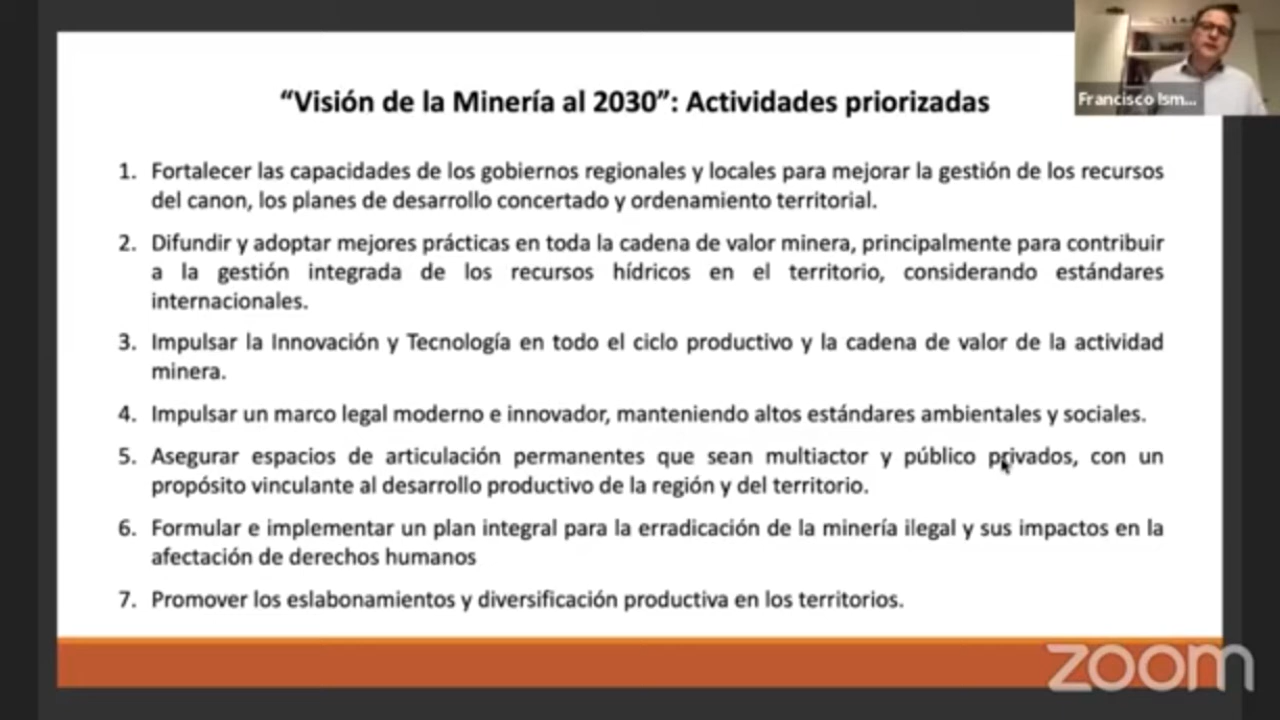 “Visión de la Minería al 2030”: Actividades priorizadas
Francisco Ism...
1. Fortalecer las capacidades de los gobiernos regionales y locales para mejorar la gestión de los recursos
del canon, los planes de desarrollo concertado y ordenamiento territorial.
2. Difundir y adoptar mejores prácticas en toda la cadena de valor minera, principalmente para contribuir
a la gestión integrada de los recursos hídricos en el territorio, considerando estándares
internacionales.
3. Impulsar la Innovación y Tecnología en todo el ciclo productivo y la cadena de valor de la actividad
minera.
4. Impulsar un marco legal moderno e innovador, manteniendo altos estándares ambientales y sociales.
5. Asegurar espacios de articulación permanentes que sean multiactor y público privados, con un
propósito vinculante al desarrollo productivo de la región y del territorio.
6. Formular e implementar un plan integral para la erradicación de la minería ilegal y sus impactos en la
afectación de derechos humanos
7. Promover los eslabonamientos y diversificación productiva en los territorios.
zoom